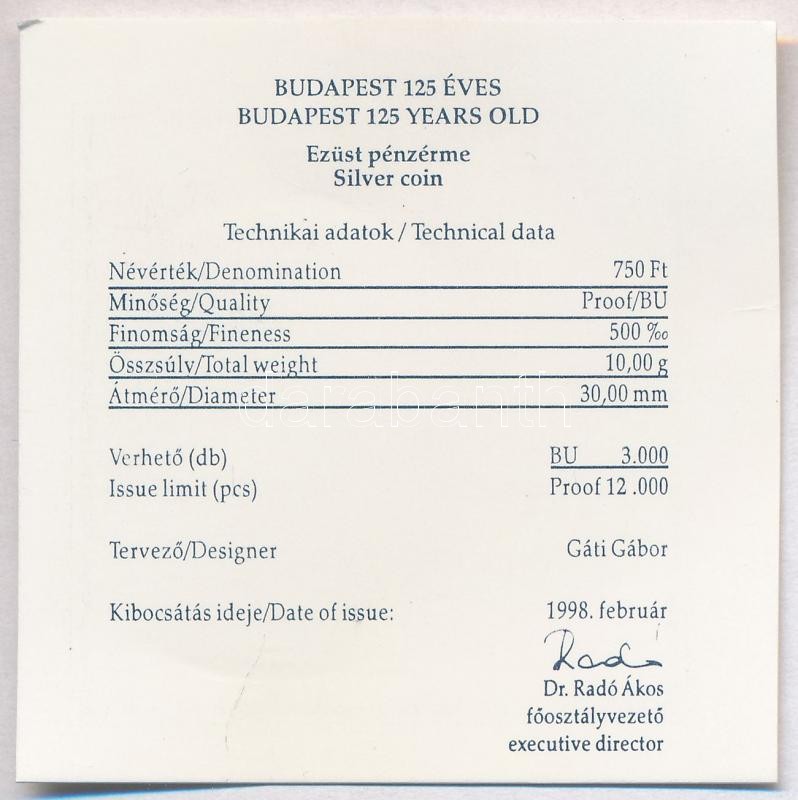 BUDAPEST 125 ÉVES
BUDAPEST 125 YEARS OLD
Ezüst pénzérme
Silver coin
Technikai adatok / Technical data
Névérték/Denomination 750 Ft
Minőség/Quality Proof/BU
Finomság/Fineness 500 ‰
Összsúlv/Total weight 10,00 g
Átmérő/Diameter 30,00 mm
darabanth
Verhető (db) BU 3.000
Issue limit (pcs) Proof 12 .000
Tervező/Designer Gáti Gábor
Kibocsátás ideje/Date of issue: 1998. február
Radó
Dr. Radó Ákos
főosztályvezető
executive director